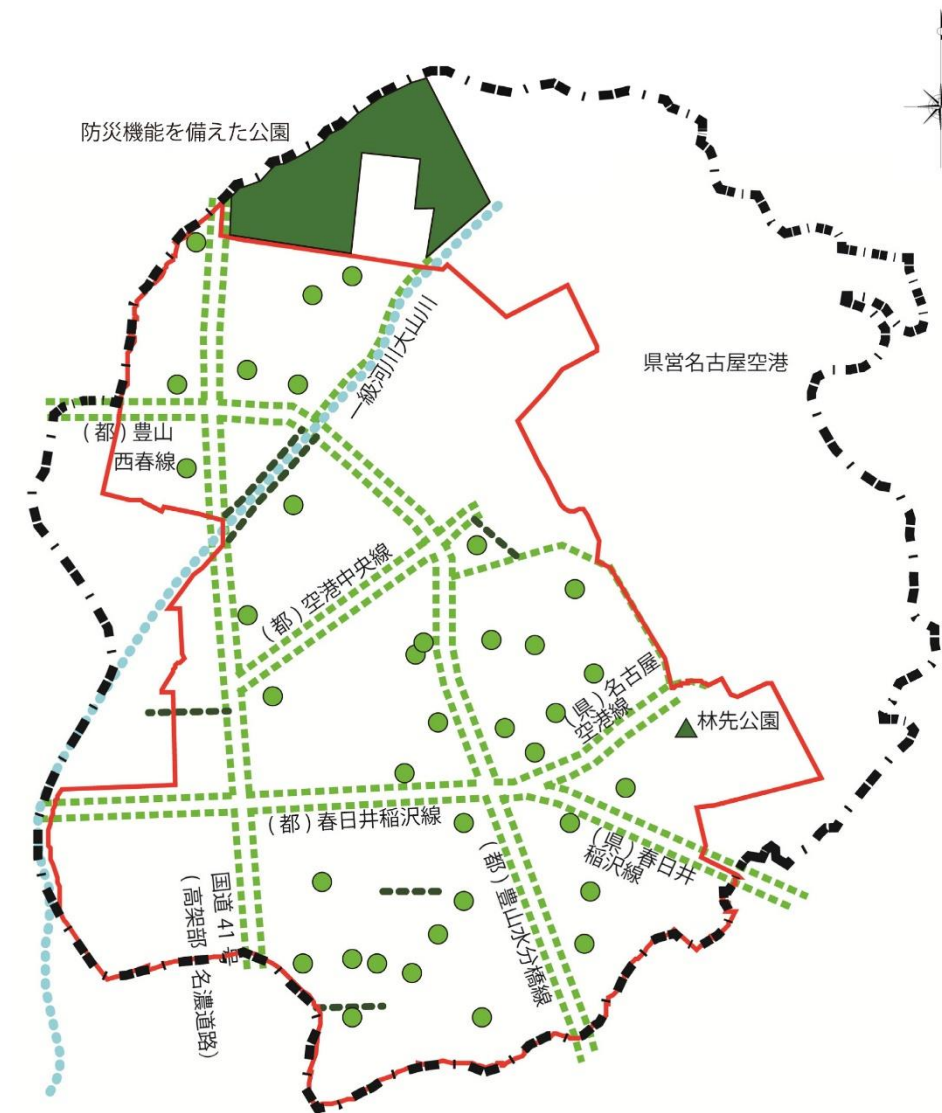 防災機能を備えた公園
県営名古屋空港
一級河川大山川
(都)豊山
西春線
(都)空港中央線
(県)名古屋
空港線
林先公園
(都)春日井稲沢線
(県)春日井
稲沢線
(都)豊山水分橋線
国道41号
(高架部 名濃道路)